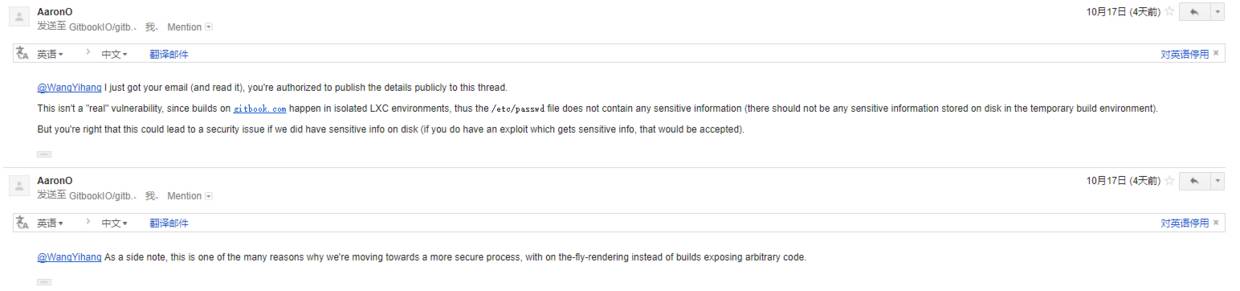 AaronO
10月17日 (4天前)
发送至 GitbookIO/gitb.、 我、 Mention
英语 > 中文 翻译邮件
对英语停用 ×
@WangYihang I just got your email (and read it), you're authorized to publish the details publicly to this thread.
This isn't a "real" vulnerability, since builds on gitbook.com happen in isolated LXC environments, thus the /etc/passwd file does not contain any sensitive information (there should not be any sensitive information stored on disk in the temporary build environment).
But you're right that this could lead to a security issue if we did have sensitive info on disk (if you do have an exploit which gets sensitive info, that would be accepted).
AaronO
10月17日 (4天前)
发送至 GitbookIO/gitb.、 我、 Mention
英语 > 中文 翻译邮件
对英语停用 ×
@WangYihang As a side note, this is one of the many reasons why we're moving towards a more secure process, with on the-fly-rendering instead of builds exposing arbitrary code.